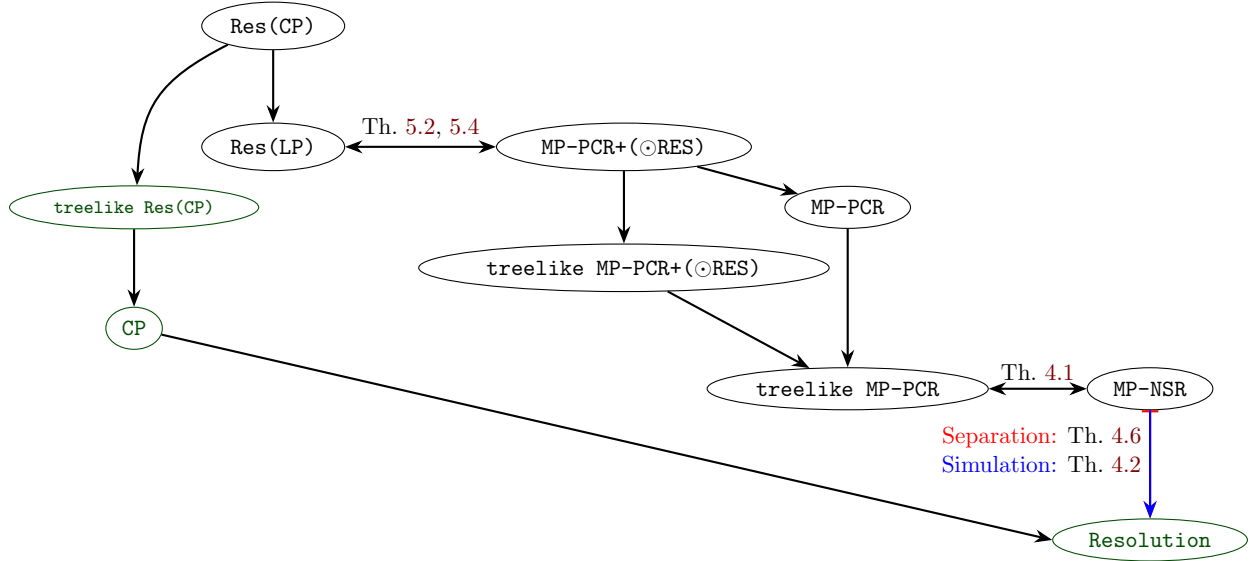 Res(CP)
Th. 5.2, 5.4
Res(LP)
MP-PCR+(⊙RES)
treelike Res(CP)
MP-PCR
treelike MP-PCR+(⊙RES)
CP
Th. 4.1
treelike MP-PCR
MP-NSR
Separation: Th. 4.6
Simulation: Th. 4.2
Resolution